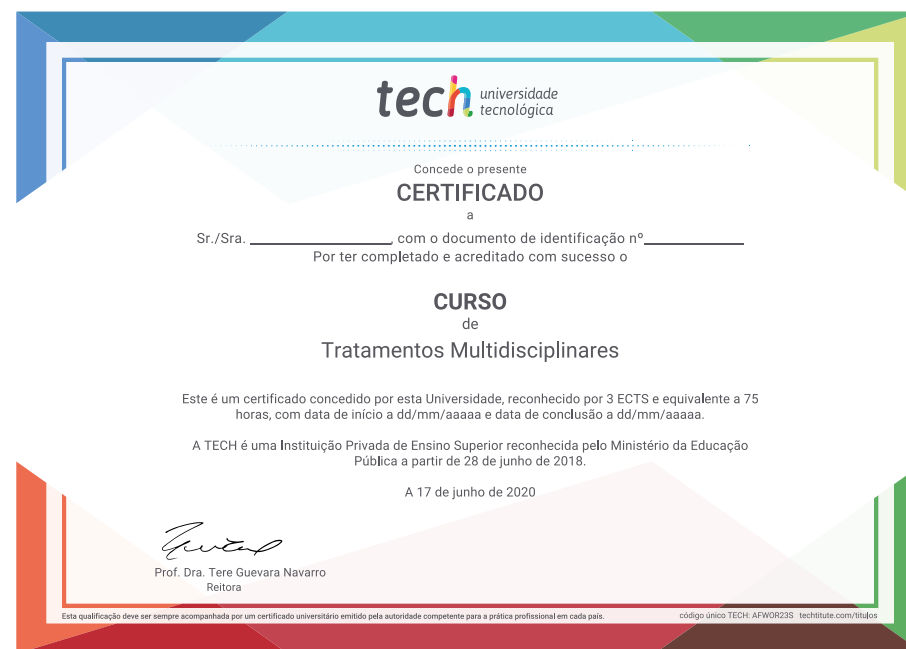 tech universidade
tecnológica
Concede o presente
CERTIFICADO
a
Sr./Sra. ____________________, com o documento de identificação nº______________
Por ter completado e acreditado com sucesso o
CURSO
de
Tratamentos Multidisciplinares
Este é um certificado concedido por esta Universidade, reconhecido por 3 ECTS e equivalente a 75
horas, com data de início a dd/mm/aaaaa e data de conclusão a dd/mm/aaaaa.
A TECH é uma Instituição Privada de Ensino Superior reconhecida pelo Ministério da Educação
Pública a partir de 28 de junho de 2018.
A 17 de junho de 2020
Prof. Dra. Tere Guevara Navarro
Reitora
Esta qualificação deve ser sempre acompanhada por um certificado universitário emitido pela autoridade competente para a prática profissional em cada país.
código único TECH: AFWOR23S techtitute.com/titulos